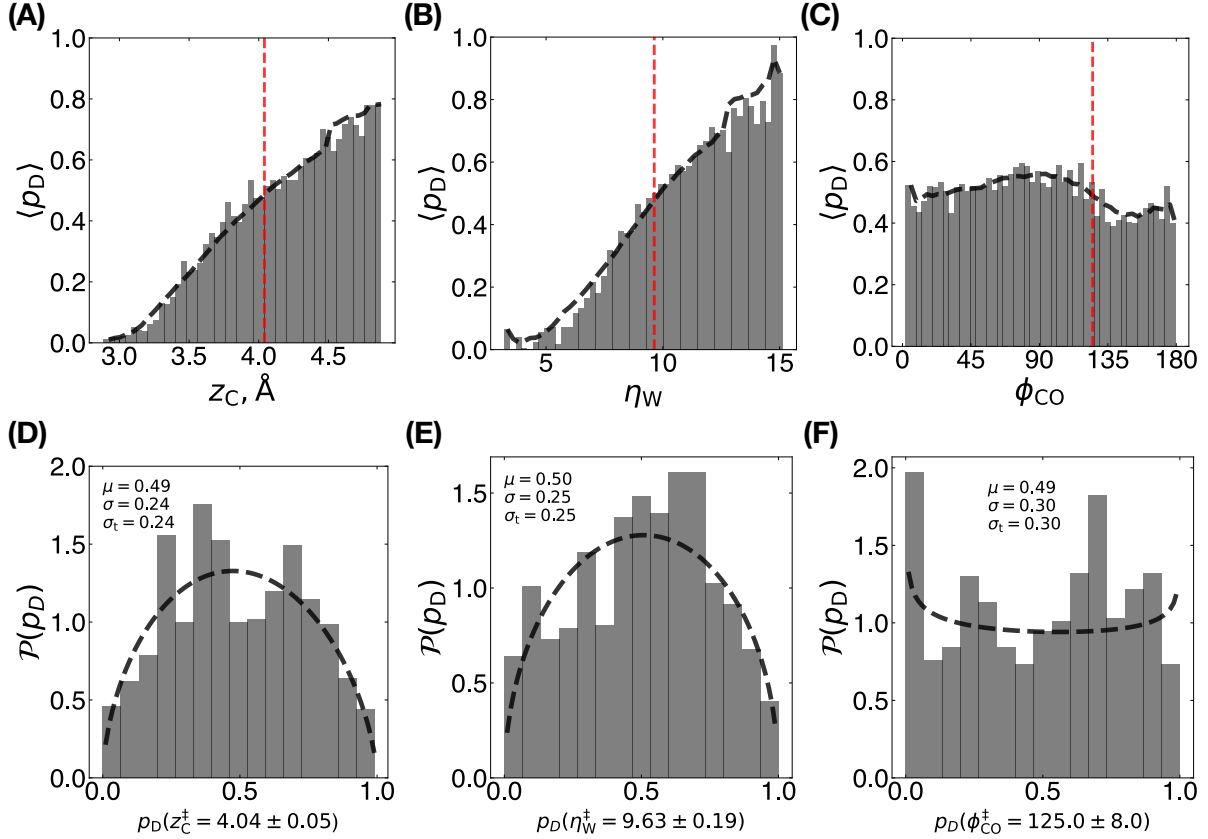 (A)
1.0
0.8
0.6
0.4
0.2
0.0
⟨p_D⟩
3.0 3.5 4.0 4.5
z_C, Å
(B)
1.0
0.8
0.6
0.4
0.2
0.0
⟨p_D⟩
5 10 15
η_W
(C)
1.0
0.8
0.6
0.4
0.2
0.0
⟨p_D⟩
0 45 90 135 180
ϕ_CO
(D)
2.0
1.5
1.0
0.5
0.0
𝒫(p_D)
μ = 0.49
σ = 0.24
σ_t = 0.24
0.0 0.5 1.0
p_D(z_C^‡ = 4.04 ± 0.05)
(E)
1.5
1.0
0.5
0.0
𝒫(p_D)
μ = 0.50
σ = 0.25
σ_t = 0.25
0.0 0.5 1.0
p_D(η_W^‡ = 9.63 ± 0.19)
(F)
2.0
1.5
1.0
0.5
0.0
𝒫(p_D)
μ = 0.49
σ = 0.30
σ_t = 0.30
0.0 0.5 1.0
p_D(ϕ_CO^‡ = 125.0 ± 8.0)